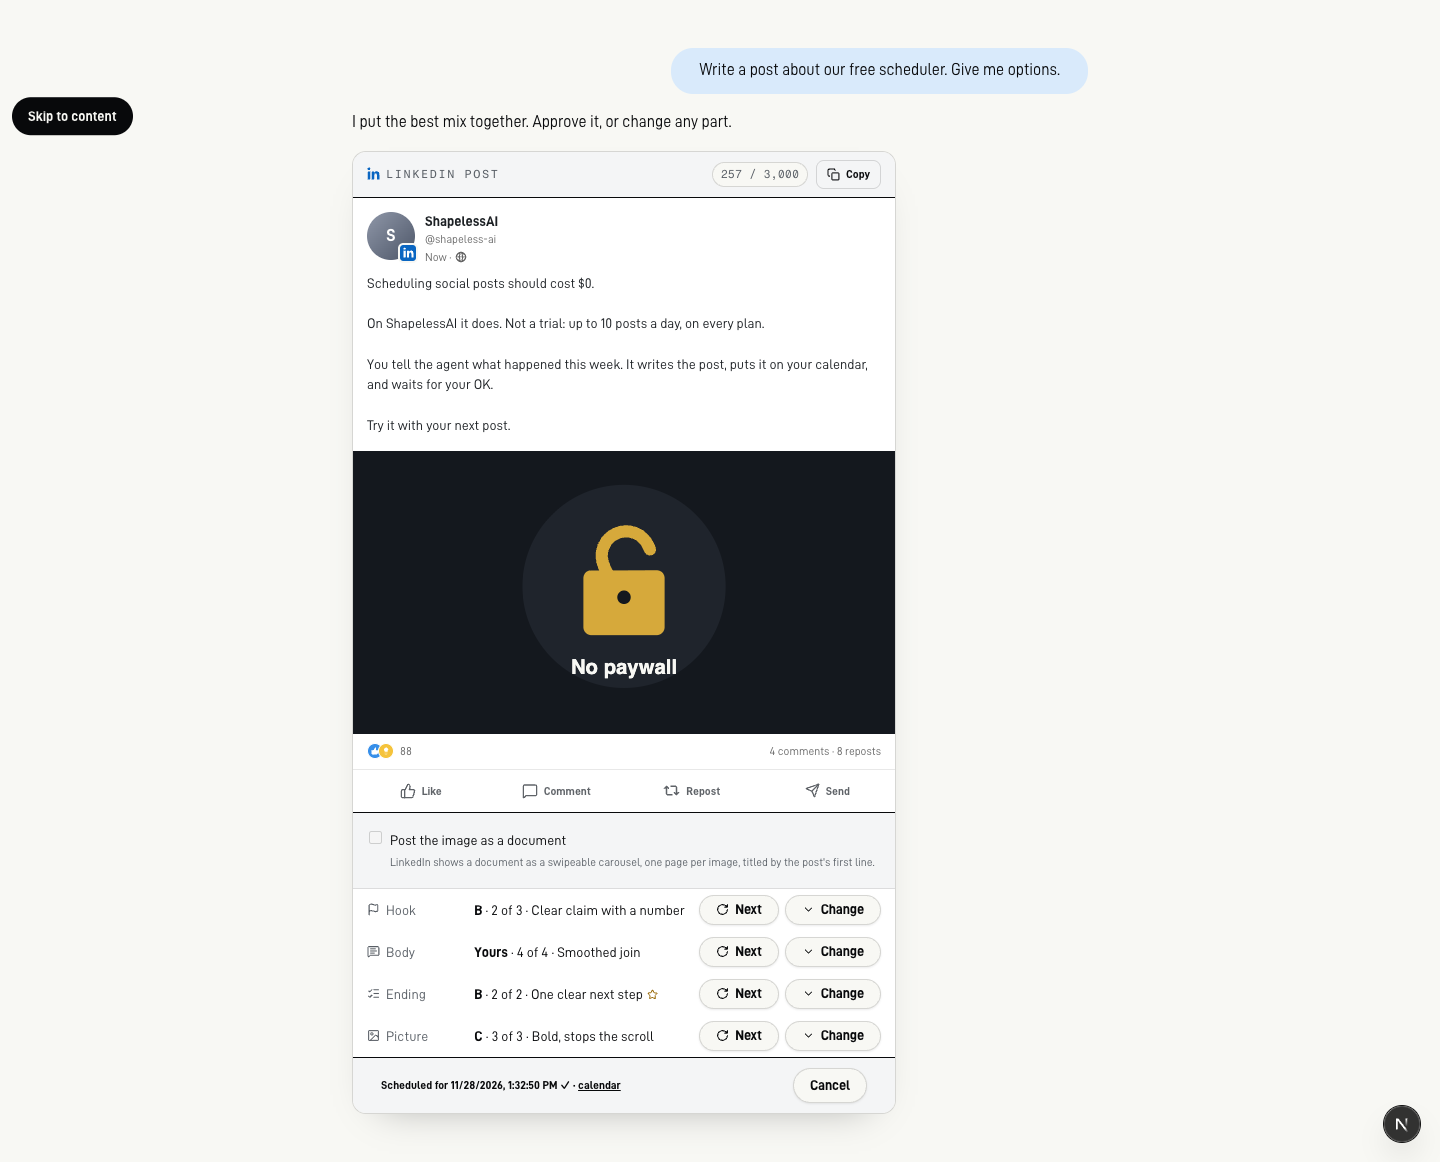 Write a post about our free scheduler. Give me options.
Skip to content
I put the best mix together. Approve it, or change any part.
in LINKEDIN POST
257 / 3,000
Copy
S
in
ShapelessAI
@shapeless-ai
Now ·
Scheduling social posts should cost $0.
On ShapelessAI it does. Not a trial: up to 10 posts a day, on every plan.
You tell the agent what happened this week. It writes the post, puts it on your calendar,
and waits for your OK.
Try it with your next post.
No paywall
88
4 comments · 8 reposts
Like
Comment
Repost
Send
Post the image as a document
LinkedIn shows a document as a swipeable carousel, one page per image, titled by the post's first line.
Hook
B · 2 of 3 · Clear claim with a number
Next
Change
Body
Yours · 4 of 4 · Smoothed join
Next
Change
Ending
B · 2 of 2 · One clear next step
Next
Change
Picture
C · 3 of 3 · Bold, stops the scroll
Next
Change
Scheduled for 11/28/2026, 1:32:50 PM ✓ · calendar
Cancel
N